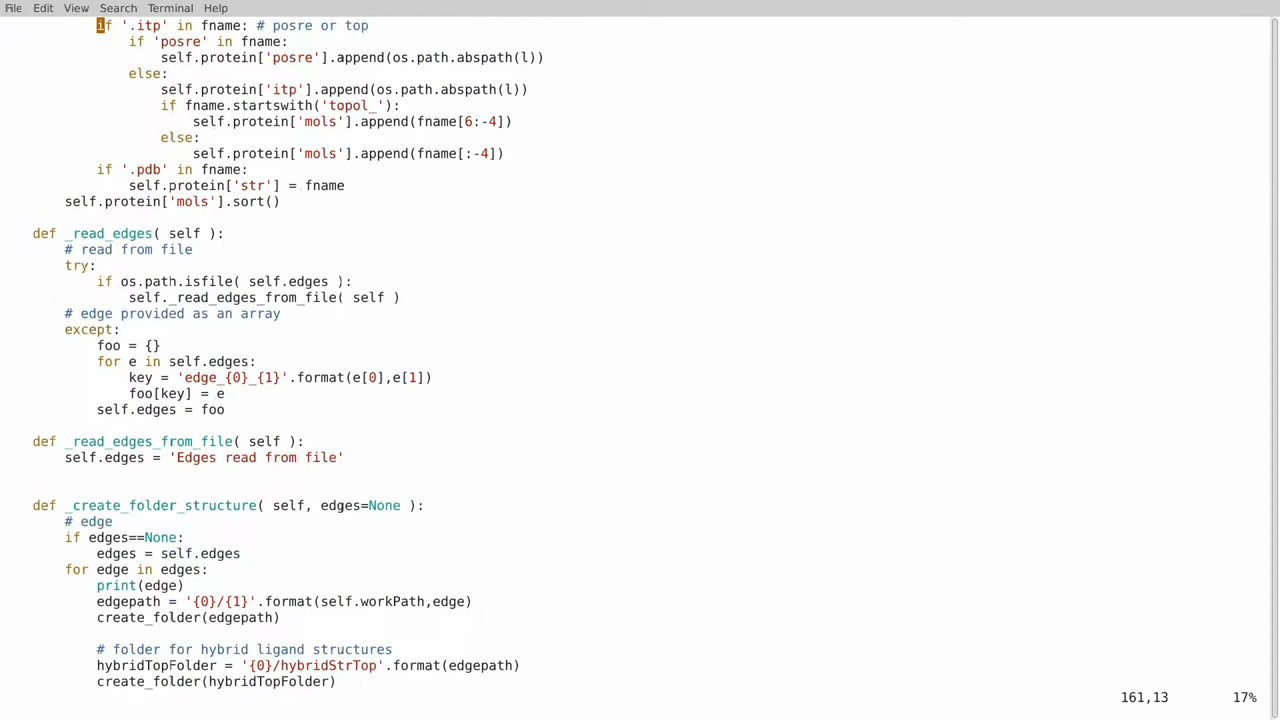 File Edit View Search Terminal Help
if '.itp' in fname: # posre or top
if 'posre' in fname:
self.protein['posre'].append(os.path.abspath(l))
else:
self.protein['itp'].append(os.path.abspath(l))
if fname.startswith('topol_'):
self.protein['mols'].append(fname[6:-4])
else:
self.protein['mols'].append(fname[:-4])
if '.pdb' in fname:
self.protein['str'] = fname
self.protein['mols'].sort()
def _read_edges( self ):
# read from file
try:
if os.path.isfile( self.edges ):
self._read_edges_from_file( self )
# edge provided as an array
except:
foo = {}
for e in self.edges:
key = 'edge_{0}_{1}'.format(e[0],e[1])
foo[key] = e
self.edges = foo
def _read_edges_from_file( self ):
self.edges = 'Edges read from file'
def _create_folder_structure( self, edges=None ):
# edge
if edges==None:
edges = self.edges
for edge in edges:
print(edge)
edgepath = '{0}/{1}'.format(self.workPath,edge)
create_folder(edgepath)
# folder for hybrid ligand structures
hybridTopFolder = '{0}/hybridStrTop'.format(edgepath)
create_folder(hybridTopFolder)
161,13 17%